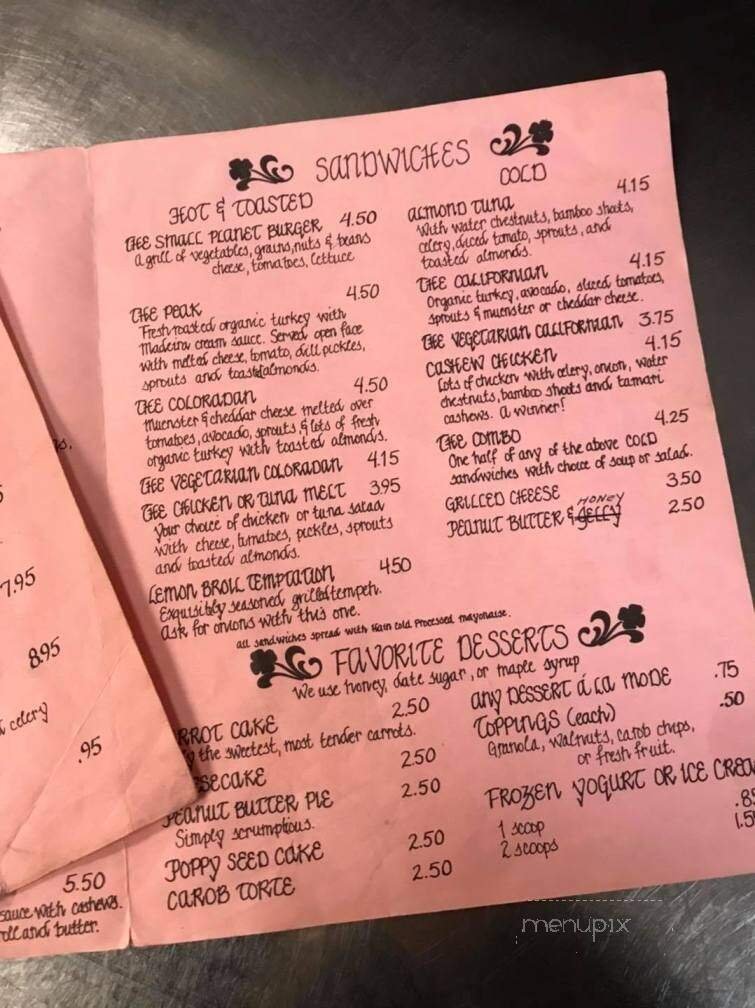 SANDWICHES
HOT & TOASTED
THE SMALL PLANET BURGER 4.50
A grill of vegetables, grains, nuts & beans
cheese, tomatoes, lettuce
THE PEAK 4.50
Fresh roasted organic turkey with
Madeira cream sauce. Served open face
with melted cheese, tomato, dill pickles,
sprouts and toasted almonds.
THE COLORADAN 4.50
Muenster & cheddar cheese melted over
tomatoes, avocado, sprouts & lots of fresh
organic turkey with toasted almonds.
THE VEGETARIAN COLORADAN 4.15
THE CHICKEN OR TUNA MELT 3.95
Your choice of chicken or tuna salad
with cheese, tomatoes, pickles, sprouts
and toasted almonds.
LEMON BROIL TEMPTATION 4.50
Exquisitely seasoned grilled tempeh.
Ask for onions with this one.
COLD
ALMOND TUNA 4.15
With water chestnuts, bamboo shoots,
celery, diced tomato, sprouts, and
toasted almonds.
THE CALIFORNIAN 4.15
Organic turkey, avocado, sliced tomatoes,
sprouts & muenster or cheddar cheese.
THE VEGETARIAN CALIFORNIAN 3.75
CASHEW CHICKEN 4.15
Lots of chicken with celery, onion, water
chestnuts, bamboo shoots and tamari
cashews. A winner!
THE COMBO 4.25
One half of any of the above COLD
sandwiches with choice of soup or salad.
GRILLED CHEESE 3.50
HONEY
PEANUT BUTTER & JELLY 2.50
all sandwiches spread with Hain Cold Processed mayonaise.
FAVORITE DESSERTS
We use honey, date sugar, or maple syrup
RROT CAKE 2.50
the sweetest, most tender carrots.
SECAKE 2.50
PEANUT BUTTER PIE 2.50
Simply scrumptious.
POPPY SEED CAKE 2.50
CAROB TORTE 2.50
ANY DESSERT á LA MODE .75
TOPPINGS (each) .50
Granola, walnuts, carob chips,
or fresh fruit.
FROZEN YOGURT OR ICE CREA
1 scoop .8
2 scoops 1.5
7.95
8.95
celery
.95
5.50
sauce with cashews.
roll and butter.
menupix